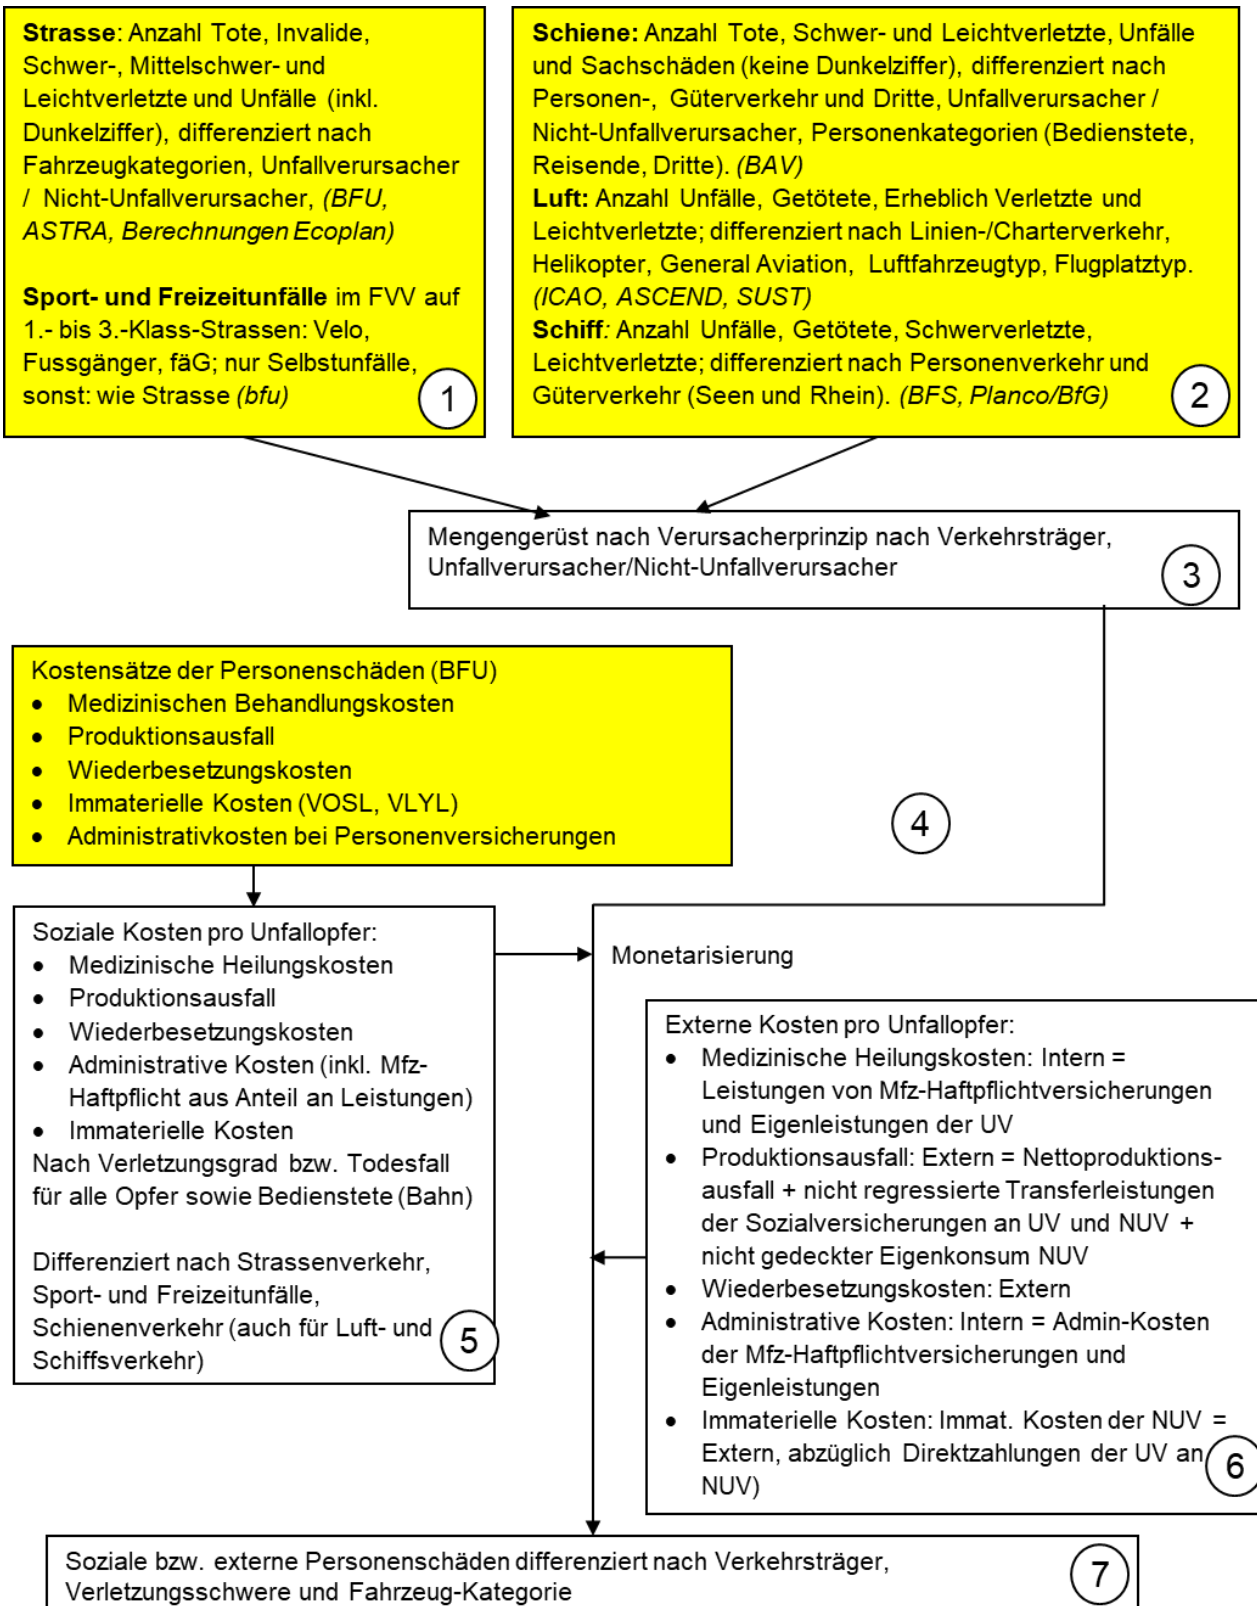 Strasse: Anzahl Tote, Invalide,
Schwer-, Mittelschwer- und
Leichtverletzte und Unfälle (inkl.
Dunkelziffer), differenziert nach
Fahrzeugkategorien, Unfallverursacher
/ Nicht-Unfallverursacher, (BFU,
ASTRA, Berechnungen Ecoplan)
Sport- und Freizeitunfälle im FVV auf
1.- bis 3.-Klass-Strassen: Velo,
Fussgänger, fäG; nur Selbstunfälle,
sonst: wie Strasse (bfu)
1
Schiene: Anzahl Tote, Schwer- und Leichtverletzte, Unfälle
und Sachschäden (keine Dunkelziffer), differenziert nach
Personen-, Güterverkehr und Dritte, Unfallverursacher /
Nicht-Unfallverursacher, Personenkategorien (Bedienstete,
Reisende, Dritte). (BAV)
Luft: Anzahl Unfälle, Getötete, Erheblich Verletzte und
Leichtverletzte; differenziert nach Linien-/Charterverkehr,
Helikopter, General Aviation, Luftfahrzeugtyp, Flugplatztyp.
(ICAO, ASCEND, SUST)
Schiff: Anzahl Unfälle, Getötete, Schwerverletzte,
Leichtverletzte; differenziert nach Personenverkehr und
Güterverkehr (Seen und Rhein). (BFS, Planco/BfG)
2
Mengengerüst nach Verursacherprinzip nach Verkehrsträger,
Unfallverursacher/Nicht-Unfallverursacher
3
Kostensätze der Personenschäden (BFU)
• Medizinischen Behandlungskosten
• Produktionsausfall
• Wiederbesetzungskosten
• Immaterielle Kosten (VOSL, VLYL)
• Administrativkosten bei Personenversicherungen
4
Soziale Kosten pro Unfallopfer:
• Medizinische Heilungskosten
• Produktionsausfall
• Wiederbesetzungskosten
• Administrative Kosten (inkl. Mfz-
Haftpflicht aus Anteil an Leistungen)
• Immaterielle Kosten
Nach Verletzungsgrad bzw. Todesfall
für alle Opfer sowie Bedienstete (Bahn)
Differenziert nach Strassenverkehr,
Sport- und Freizeitunfälle,
Schienenverkehr (auch für Luft- und
Schiffsverkehr)
5
Monetarisierung
Externe Kosten pro Unfallopfer:
• Medizinische Heilungskosten: Intern =
Leistungen von Mfz-Haftpflichtversicherungen
und Eigenleistungen der UV
• Produktionsausfall: Extern = Nettoproduktions-
ausfall + nicht regressierte Transferleistungen
der Sozialversicherungen an UV und NUV +
nicht gedeckter Eigenkonsum NUV
• Wiederbesetzungskosten: Extern
• Administrative Kosten: Intern = Admin-Kosten
der Mfz-Haftpflichtversicherungen und
Eigenleistungen
• Immaterielle Kosten: Immat. Kosten der NUV =
Extern, abzüglich Direktzahlungen der UV an
NUV)
6
Soziale bzw. externe Personenschäden differenziert nach Verkehrsträger,
Verletzungsschwere und Fahrzeug-Kategorie
7